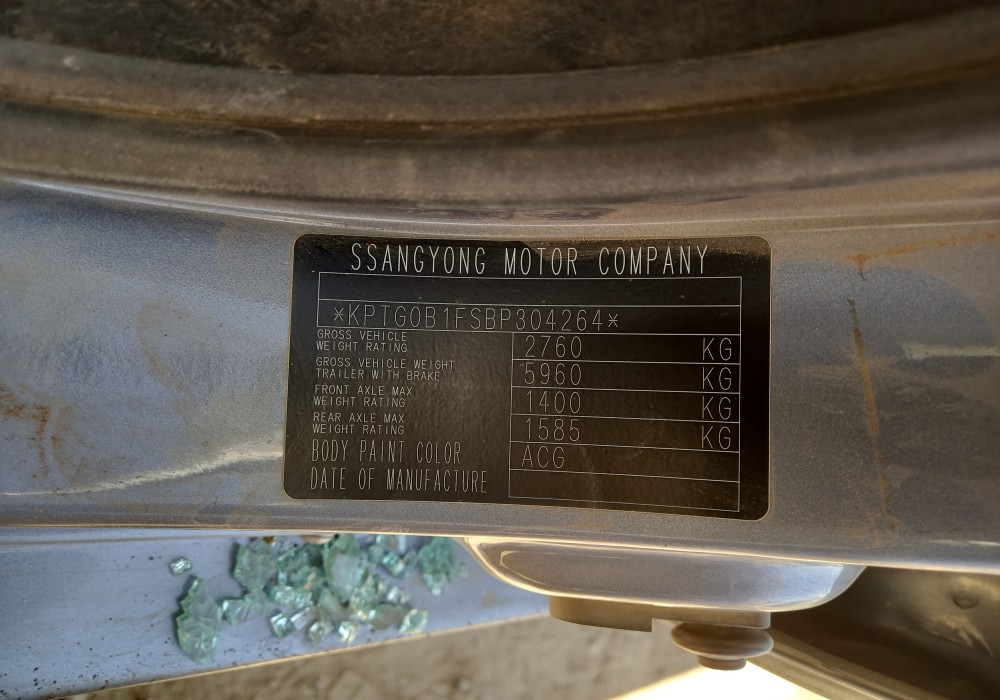 SSANGYONG MOTOR COMPANY
*KPTG0B1FSBP304264*
GROSS VEHICLE
WEIGHT RATING 2760 KG
GROSS VEHICLE WEIGHT
TRAILER WITH BRAKE 5960 KG
FRONT AXLE MAX
WEIGHT RATING 1400 KG
REAR AXLE MAX
WEIGHT RATING 1585 KG
BODY PAINT COLOR ACG
DATE OF MANUFACTURE